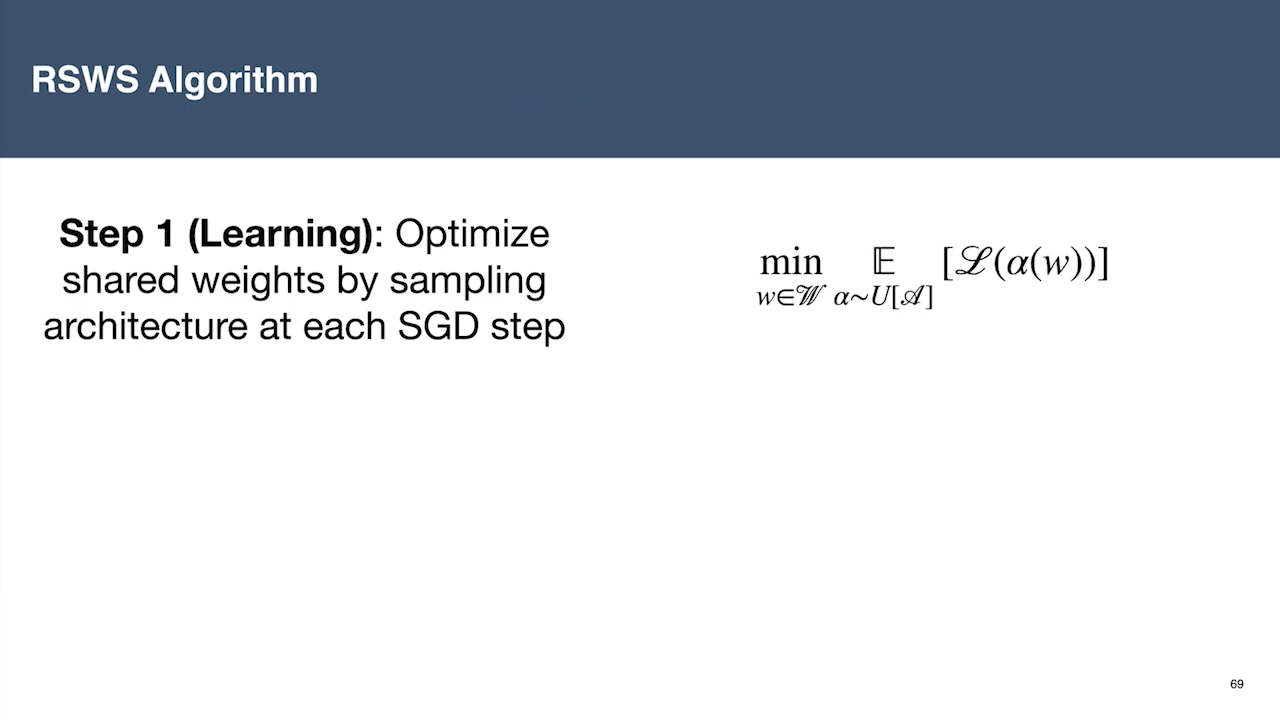 RSWS Algorithm
Step 1 (Learning): Optimize
shared weights by sampling
architecture at each SGD step
min 𝔼 [ℒ(α(w))]
w∈𝒲 α~U[𝒜]
69